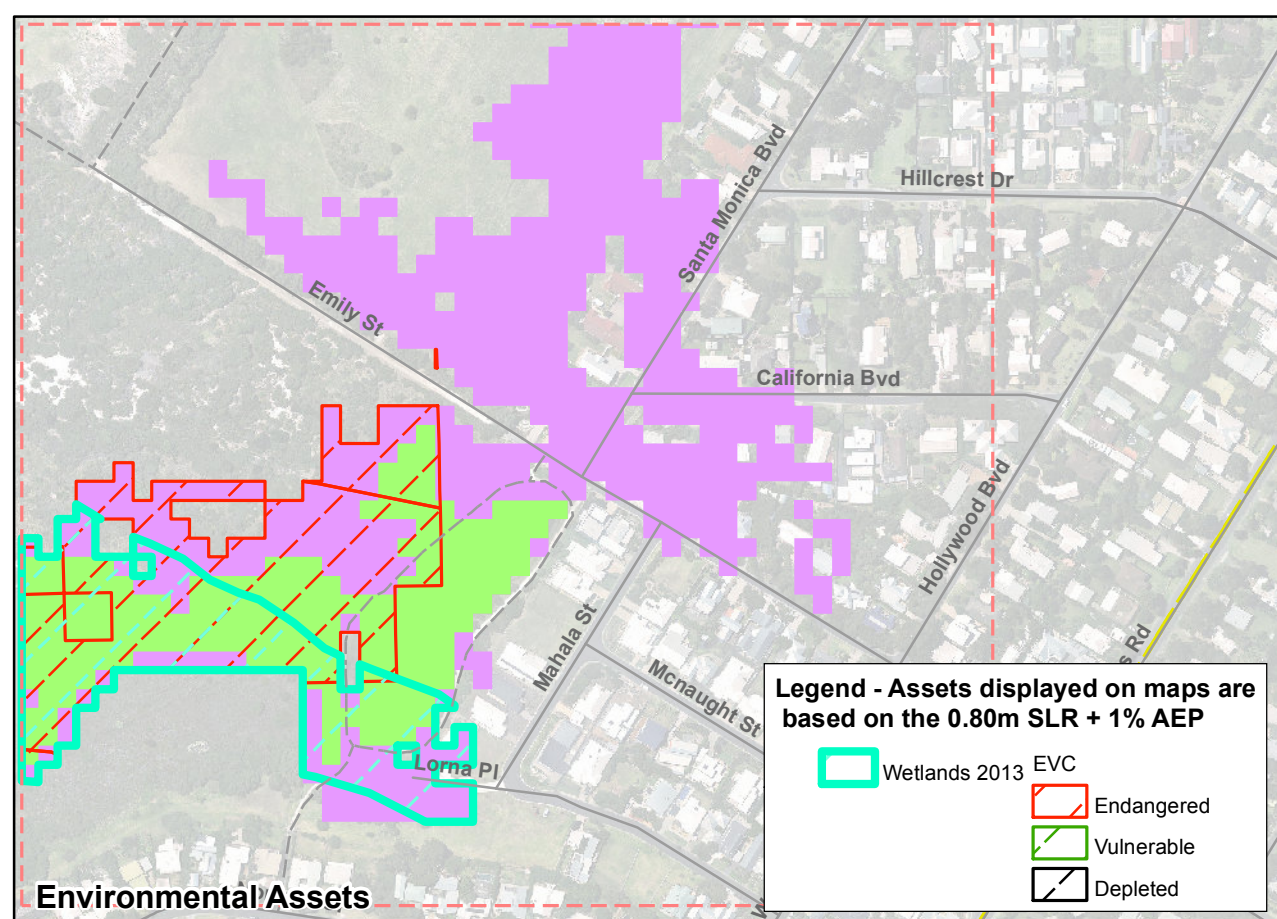 Hillcrest Dr
Santa Monica Bvd
Emily St
California Bvd
Hollywood Bvd
Mahala St
Mcnaught St
s Rd
Lorna Pl
Legend - Assets displayed on maps are
based on the 0.80m SLR + 1% AEP
Wetlands 2013
EVC
Endangered
Vulnerable
Depleted
Environmental Assets